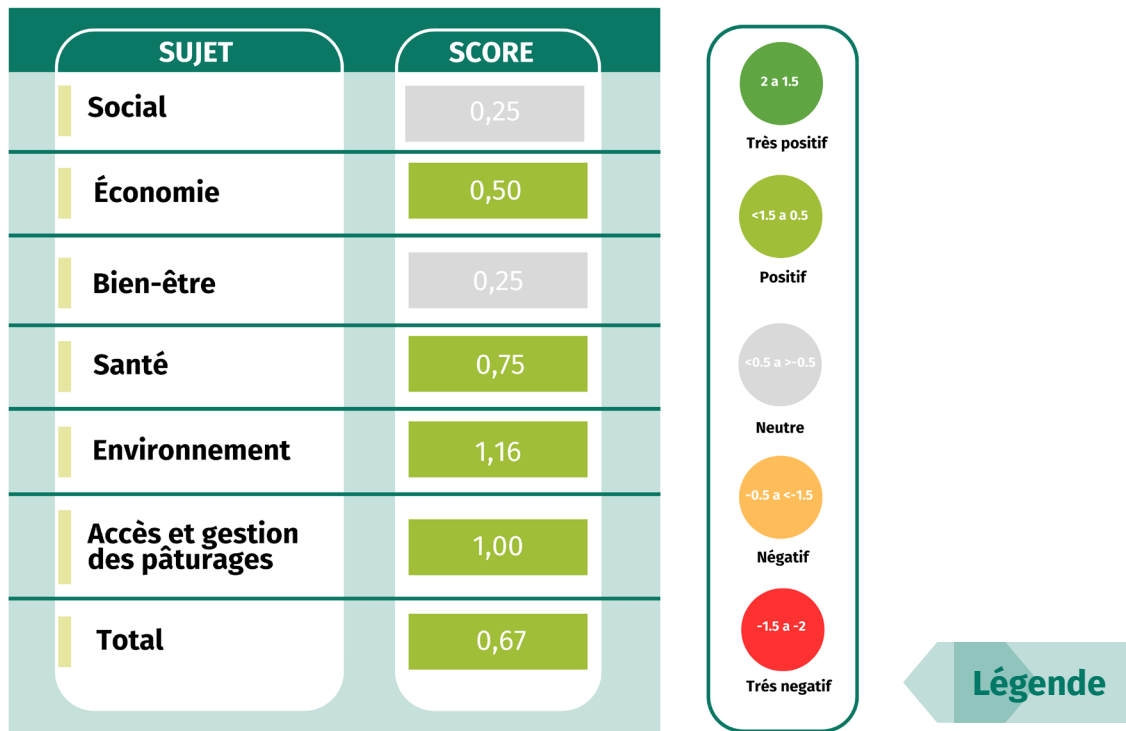 SUJET SCORE
Social 0,25
Économie 0,50
Bien-être 0,25
Santé 0,75
Environnement 1,16
Accès et gestion
des pâturages
1,00
Total 0,67
2 a 1.5
Très positif
<1.5 a 0.5
Positif
<0.5 a >-0.5
Neutre
-0.5 a <-1.5
Négatif
-1.5 a -2
Trés negatif
Légende